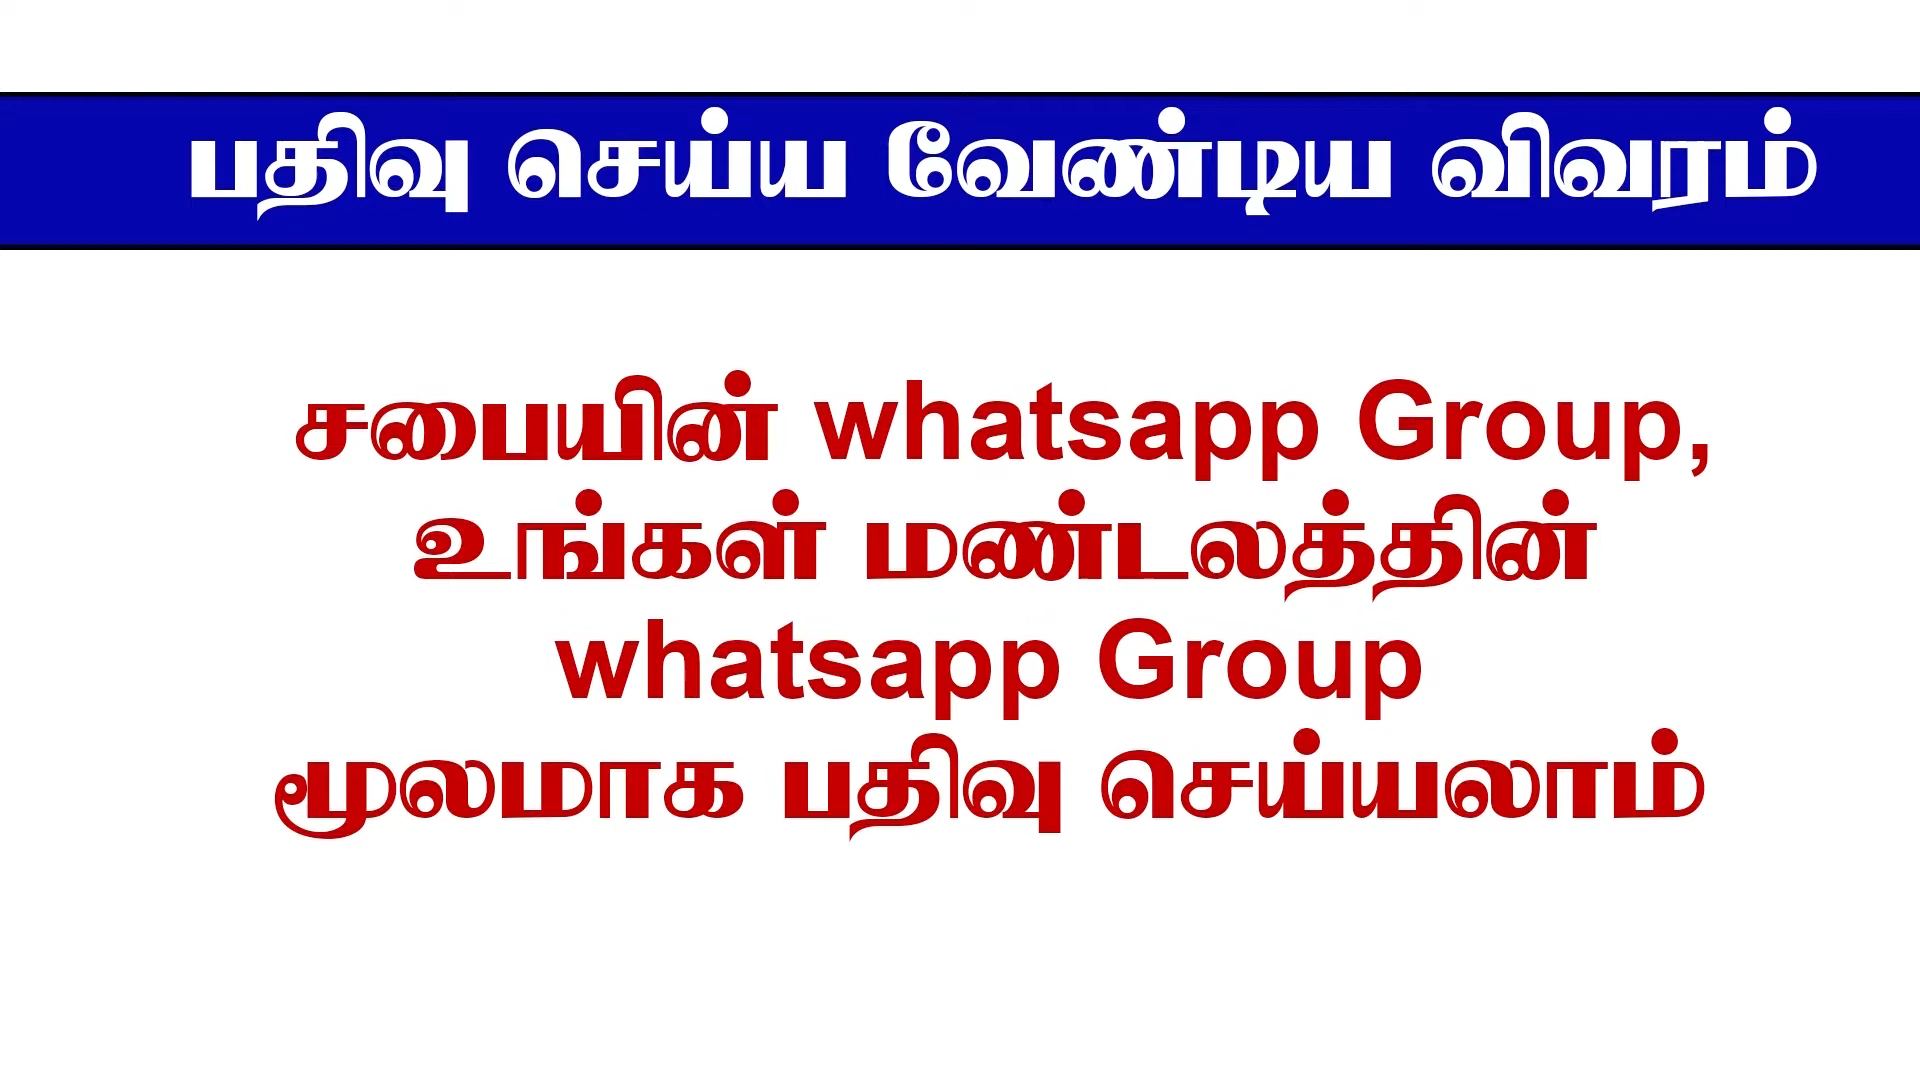 பதிவு செய்ய வேண்டிய விவரம்
சபையின் whatsapp Group,
உங்கள் மண்டலத்தின்
whatsapp Group
மூலமாக பதிவு செய்யலாம்